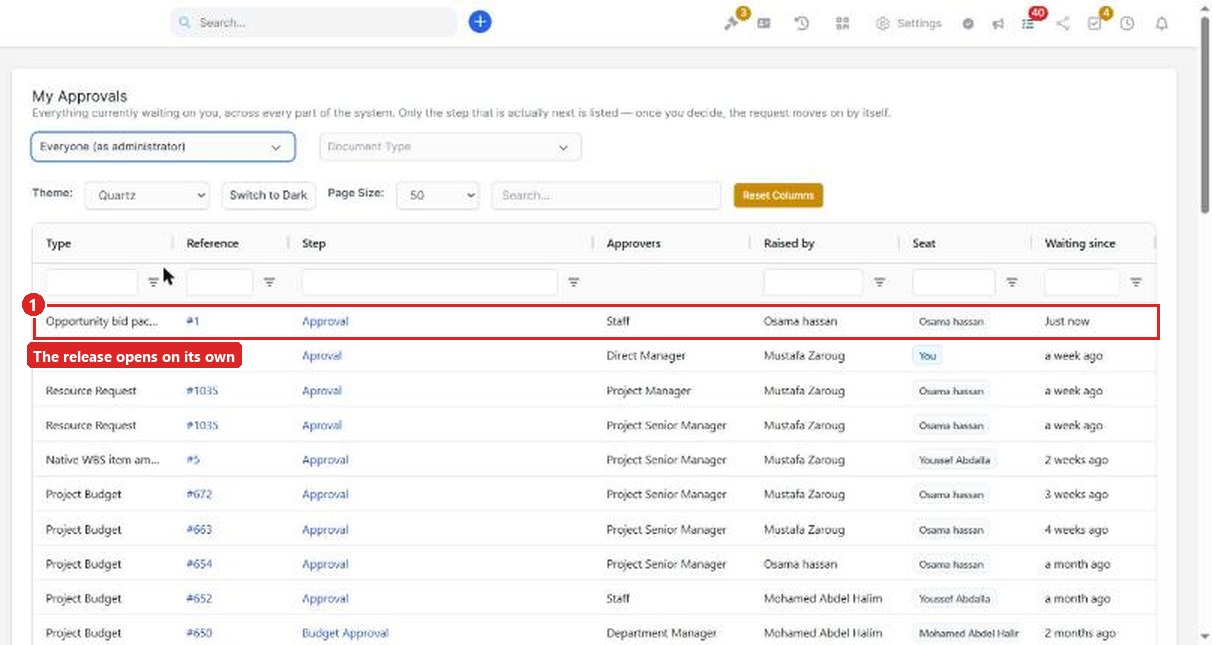 Search...
3
Settings
40
4
My Approvals
Everything currently waiting on you, across every part of the system. Only the step that is actually next is listed — once you decide, the request moves on by itself.
Everyone (as administrator) Document Type
Theme: Quartz Switch to Dark Page Size: 50 Search... Reset Columns
Type Reference Step Approvers Raised by Seat Waiting since
1
Opportunity bid pac... #1 Approval Staff Osama hassan Osama hassan Just now
The release opens on its own
Aproval Direct Manager Mustafa Zaroug You a week ago
Resource Request #1035 Aproval Project Manager Mustafa Zaroug Osama hassan a week ago
Resource Request #1035 Aproval Project Senior Manager Mustafa Zaroug Osama hassan a week ago
Native WBS item am... #5 Approval Project Senior Manager Mustafa Zaroug Youssef Abdalla 2 weeks ago
Project Budget #672 Approval Project Senior Manager Mustafa Zaroug Osama hassan 3 weeks ago
Project Budget #663 Approval Project Senior Manager Mustafa Zaroug Osama hassan 4 weeks ago
Project Budget #654 Approval Project Senior Manager Osama hassan Osama hassan a month ago
Project Budget #652 Approval Staff Mohamed Abdel Halim Youssef Abdalla a month ago
Project Budget #650 Budget Approval Department Manager Mohamed Abdel Halim Mohamed Abdel Halir 2 months ago